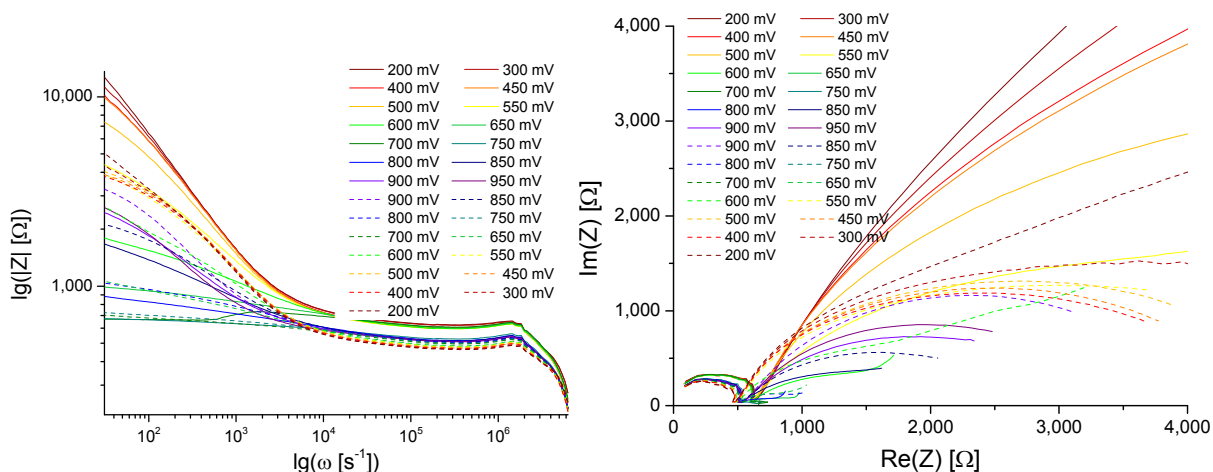 lg(|Z| [Ω])
10,000
1,000
200 mV 300 mV
400 mV 450 mV
500 mV 550 mV
600 mV 650 mV
700 mV 750 mV
800 mV 850 mV
900 mV 950 mV
900 mV 850 mV
800 mV 750 mV
700 mV 650 mV
600 mV 550 mV
500 mV 450 mV
400 mV 300 mV
200 mV
10² 10³ 10⁴ 10⁵ 10⁶
lg(ω [s⁻¹])
Im(Z) [Ω]
4,000
3,000
2,000
1,000
0
200 mV 300 mV
400 mV 450 mV
500 mV 550 mV
600 mV 650 mV
700 mV 750 mV
800 mV 850 mV
900 mV 950 mV
900 mV 850 mV
800 mV 750 mV
700 mV 650 mV
600 mV 550 mV
500 mV 450 mV
400 mV 300 mV
200 mV
0 1,000 2,000 3,000 4,000
Re(Z) [Ω]